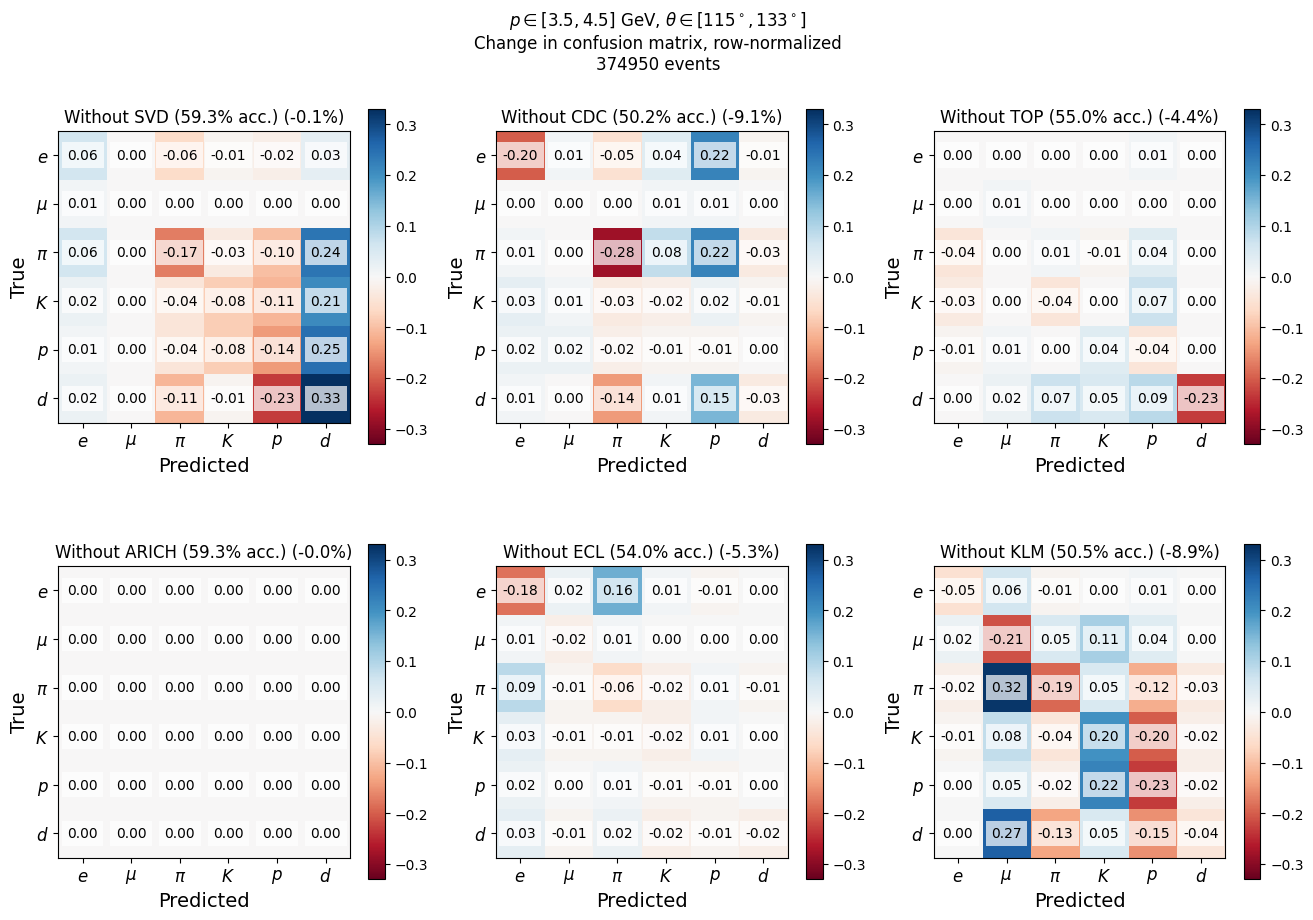 p ∈ [3.5, 4.5] GeV, θ ∈ [115°, 133°]
Change in confusion matrix, row-normalized
374950 events
Without SVD (59.3% acc.) (-0.1%)
e 0.06 0.00 -0.06 -0.01 -0.02 0.03
μ 0.01 0.00 0.00 0.00 0.00 0.00
π 0.06 0.00 -0.17 -0.03 -0.10 0.24
K 0.02 0.00 -0.04 -0.08 -0.11 0.21
p 0.01 0.00 -0.04 -0.08 -0.14 0.25
d 0.02 0.00 -0.11 -0.01 -0.23 0.33
e μ π K p d
True
Predicted
0.3
0.2
0.1
0.0
−0.1
−0.2
−0.3
Without CDC (50.2% acc.) (-9.1%)
e -0.20 0.01 -0.05 0.04 0.22 -0.01
μ 0.00 0.00 0.00 0.01 0.01 0.00
π 0.01 0.00 -0.28 0.08 0.22 -0.03
K 0.03 0.01 -0.03 -0.02 0.02 -0.01
p 0.02 0.02 -0.02 -0.01 -0.01 0.00
d 0.01 0.00 -0.14 0.01 0.15 -0.03
e μ π K p d
True
Predicted
0.3
0.2
0.1
0.0
−0.1
−0.2
−0.3
Without TOP (55.0% acc.) (-4.4%)
e 0.00 0.00 0.00 0.00 0.01 0.00
μ 0.00 0.01 0.00 0.00 0.00 0.00
π -0.04 0.00 0.01 -0.01 0.04 0.00
K -0.03 0.00 -0.04 0.00 0.07 0.00
p -0.01 0.01 0.00 0.04 -0.04 0.00
d 0.00 0.02 0.07 0.05 0.09 -0.23
e μ π K p d
True
Predicted
0.3
0.2
0.1
0.0
−0.1
−0.2
−0.3
Without ARICH (59.3% acc.) (-0.0%)
e 0.00 0.00 0.00 0.00 0.00 0.00
μ 0.00 0.00 0.00 0.00 0.00 0.00
π 0.00 0.00 0.00 0.00 0.00 0.00
K 0.00 0.00 0.00 0.00 0.00 0.00
p 0.00 0.00 0.00 0.00 0.00 0.00
d 0.00 0.00 0.00 0.00 0.00 0.00
e μ π K p d
True
Predicted
0.3
0.2
0.1
0.0
−0.1
−0.2
−0.3
Without ECL (54.0% acc.) (-5.3%)
e -0.18 0.02 0.16 0.01 -0.01 0.00
μ 0.01 -0.02 0.01 0.00 0.00 0.00
π 0.09 -0.01 -0.06 -0.02 0.01 -0.01
K 0.03 -0.01 -0.01 -0.02 0.01 0.00
p 0.02 0.00 0.00 -0.01 -0.01 0.00
d 0.03 -0.01 0.02 -0.02 -0.01 -0.02
e μ π K p d
True
Predicted
0.3
0.2
0.1
0.0
−0.1
−0.2
−0.3
Without KLM (50.5% acc.) (-8.9%)
e -0.05 0.06 -0.01 0.00 0.01 0.00
μ 0.02 -0.21 0.05 0.11 0.04 0.00
π -0.02 0.32 -0.19 0.05 -0.12 -0.03
K -0.01 0.08 -0.04 0.20 -0.20 -0.02
p 0.00 0.05 -0.02 0.22 -0.23 -0.02
d 0.00 0.27 -0.13 0.05 -0.15 -0.04
e μ π K p d
True
Predicted
0.3
0.2
0.1
0.0
−0.1
−0.2
−0.3